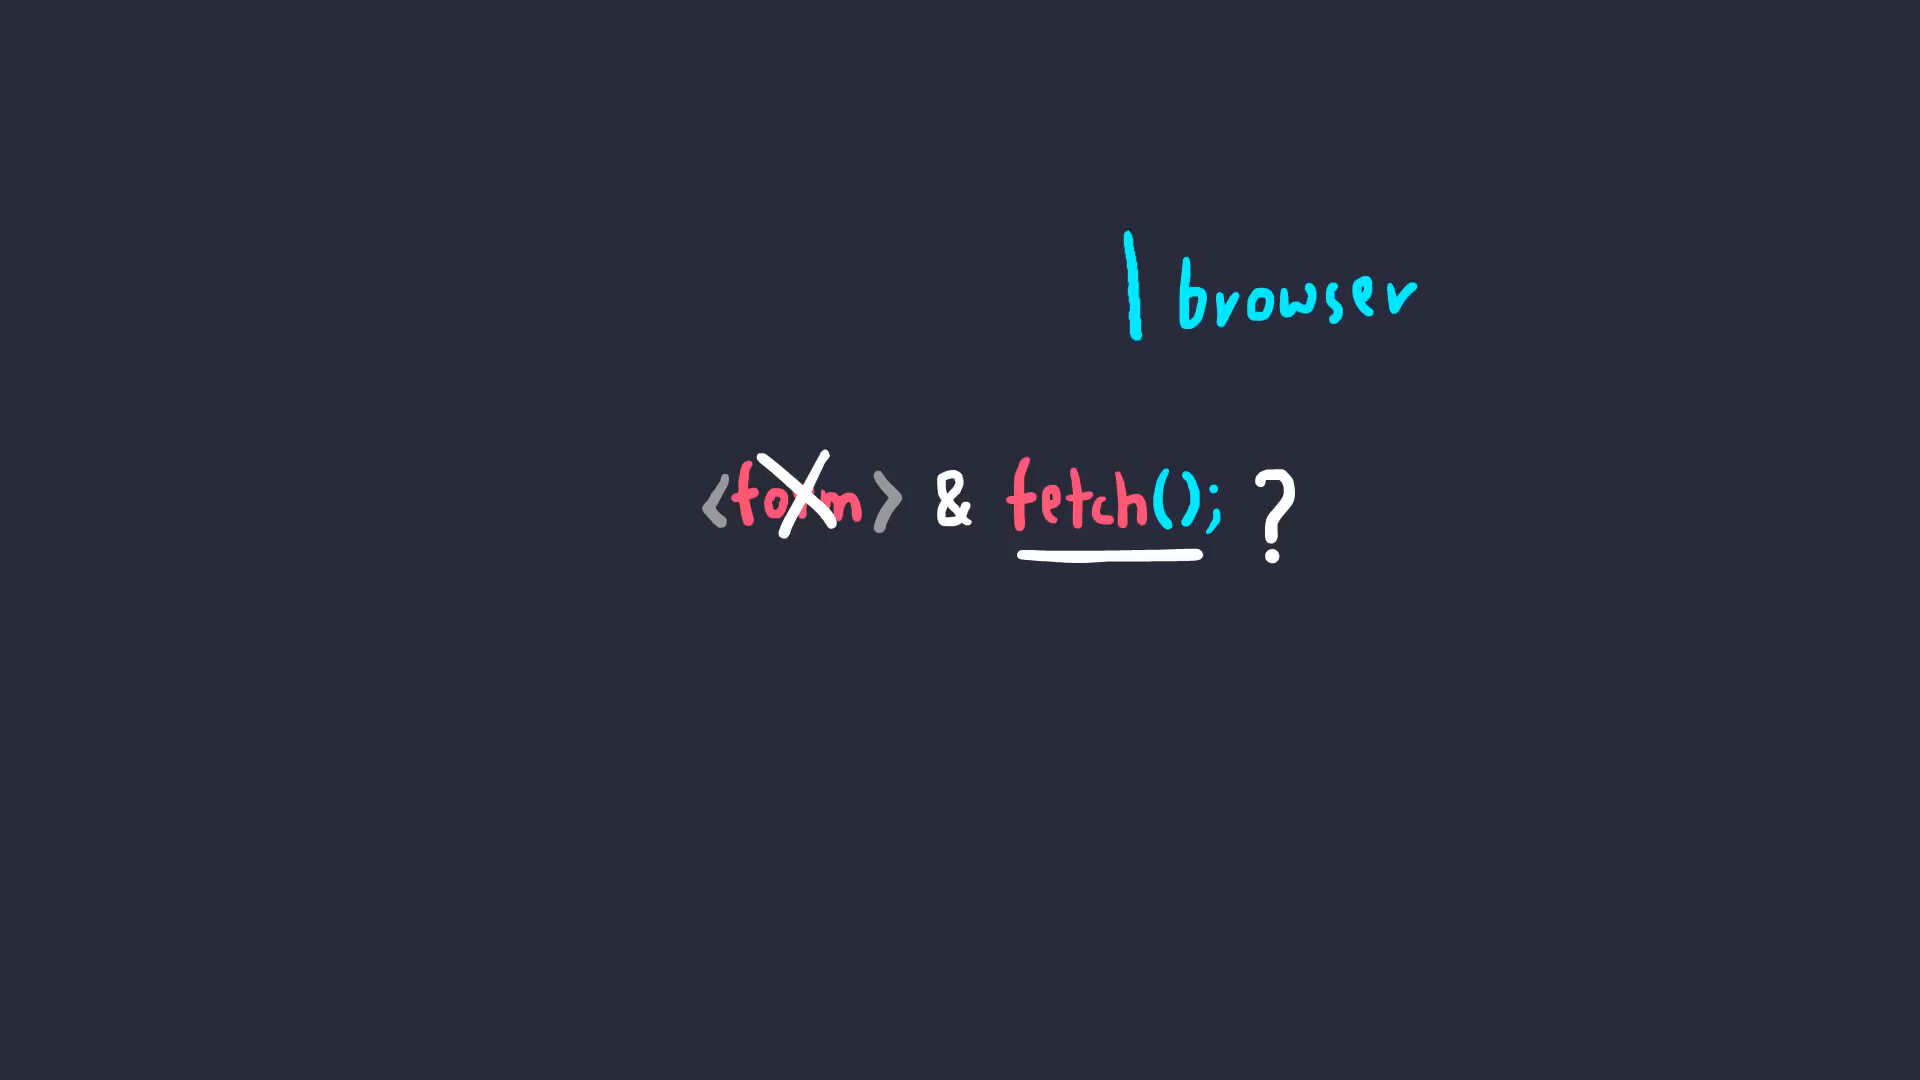 | browser
<form> & fetch(); ?